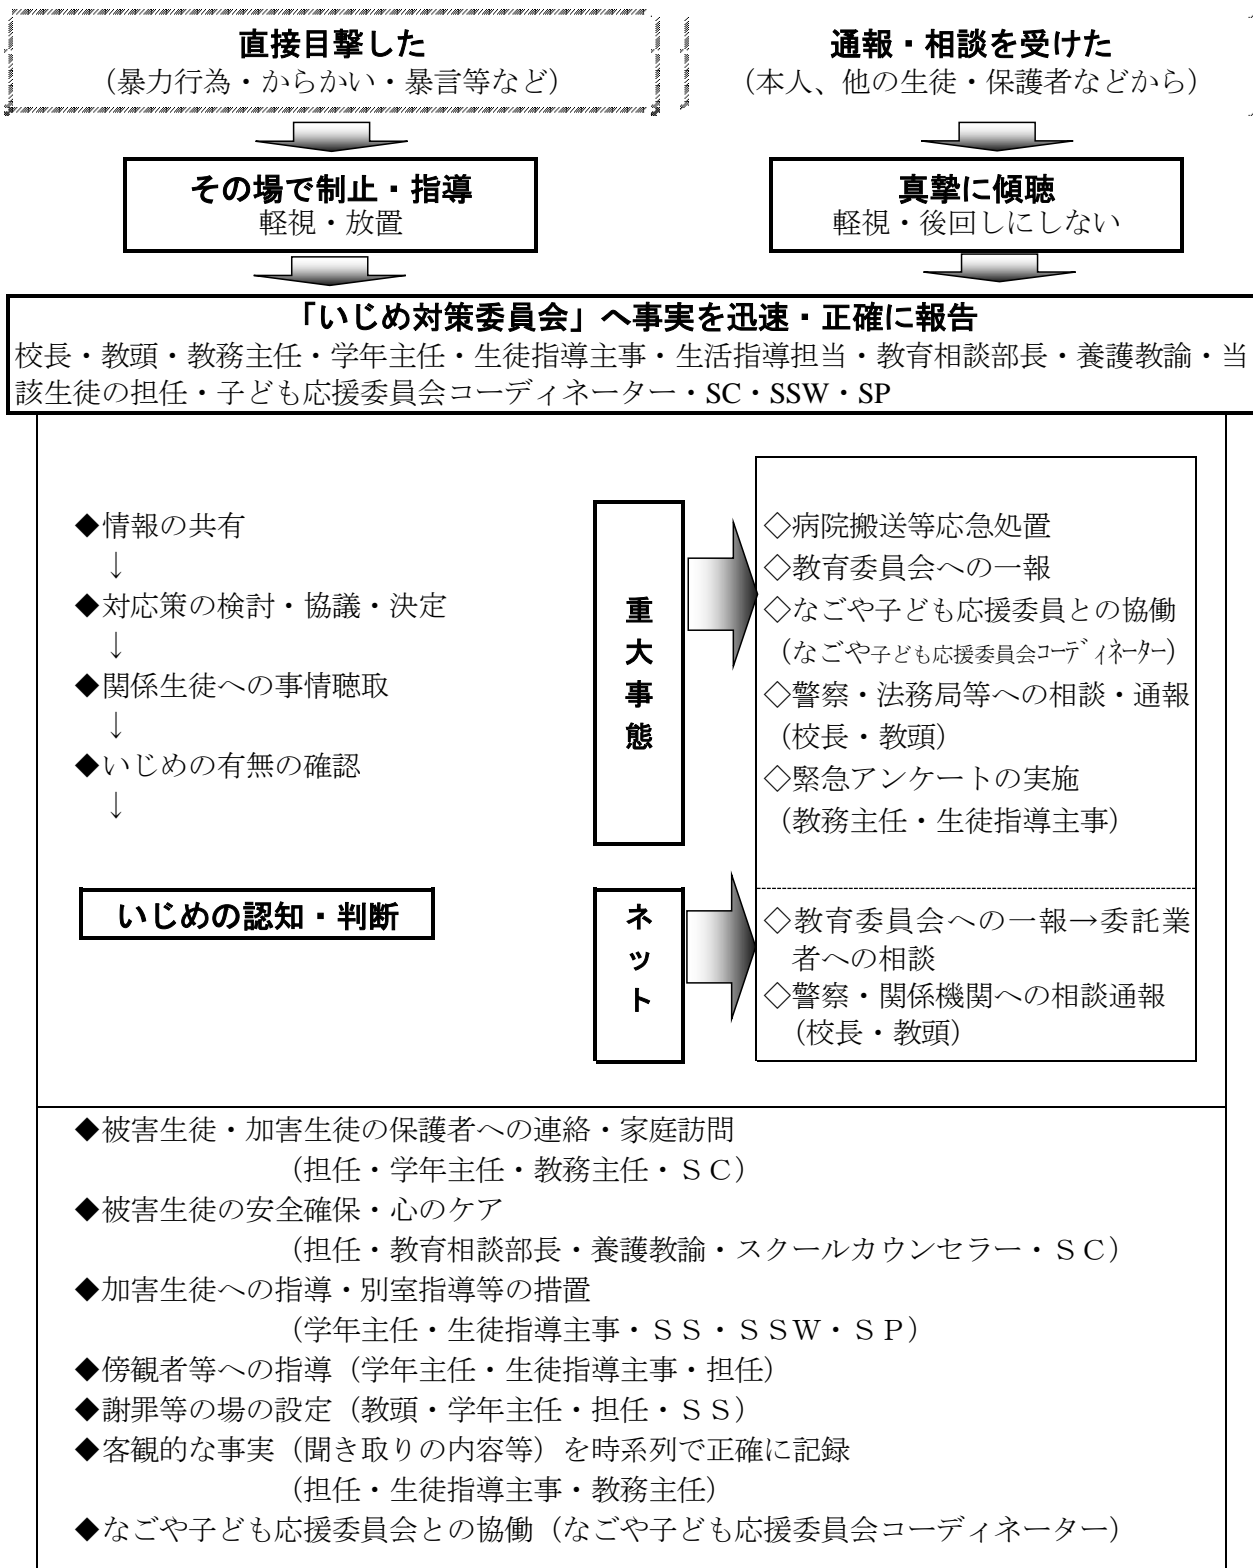 直接目撃した
（暴力行為・からかい・暴言等など）
通報・相談を受けた
（本人、他の生徒・保護者などから）
その場で制止・指導
軽視・放置
真摯に傾聴
軽視・後回しにしない
「いじめ対策委員会」へ事実を迅速・正確に報告
校長・教頭・教務主任・学年主任・生徒指導主事・生活指導担当・教育相談部長・養護教諭・当
該生徒の担任・子ども応援委員会コーディネーター・SC・SSW・SP
◆情報の共有
↓
◆対応策の検討・協議・決定
↓
◆関係生徒への事情聴取
↓
◆いじめの有無の確認
↓
いじめの認知・判断
重大事態
◇病院搬送等応急処置
◇教育委員会への一報
◇なごや子ども応援委員との協働
（なごや子ども応援委員会ｺｰﾃﾞｨﾈｰﾀｰ）
◇警察・法務局等への相談・通報
（校長・教頭）
◇緊急アンケートの実施
（教務主任・生徒指導主事）
ネット
◇教育委員会への一報→委託業
者への相談
◇警察・関係機関への相談通報
（校長・教頭）
◆被害生徒・加害生徒の保護者への連絡・家庭訪問
（担任・学年主任・教務主任・ＳＣ）
◆被害生徒の安全確保・心のケア
（担任・教育相談部長・養護教諭・スクールカウンセラー・ＳＣ）
◆加害生徒への指導・別室指導等の措置
（学年主任・生徒指導主事・ＳＳ・ＳＳＷ・ＳＰ）
◆傍観者等への指導（学年主任・生徒指導主事・担任）
◆謝罪等の場の設定（教頭・学年主任・担任・ＳＳ）
◆客観的な事実（聞き取りの内容等）を時系列で正確に記録
（担任・生徒指導主事・教務主任）
◆なごや子ども応援委員会との協働（なごや子ども応援委員会コーディネーター）